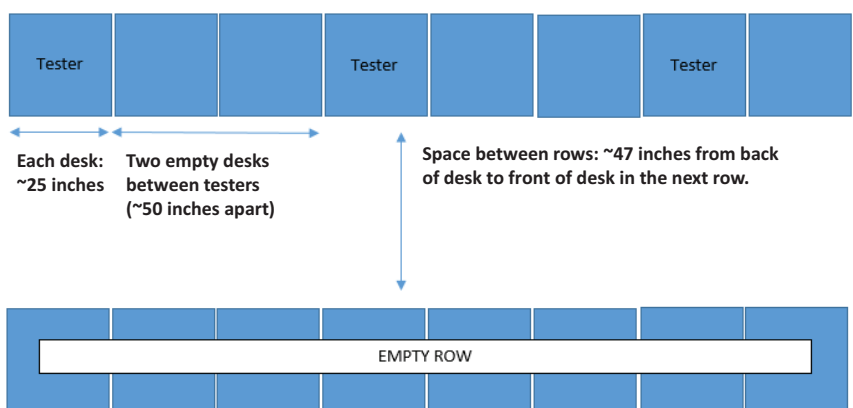 Tester Tester Tester
Each desk:
~25 inches
Two empty desks
between testers
(~50 inches apart)
Space between rows: ~47 inches from back
of desk to front of desk in the next row.
EMPTY ROW